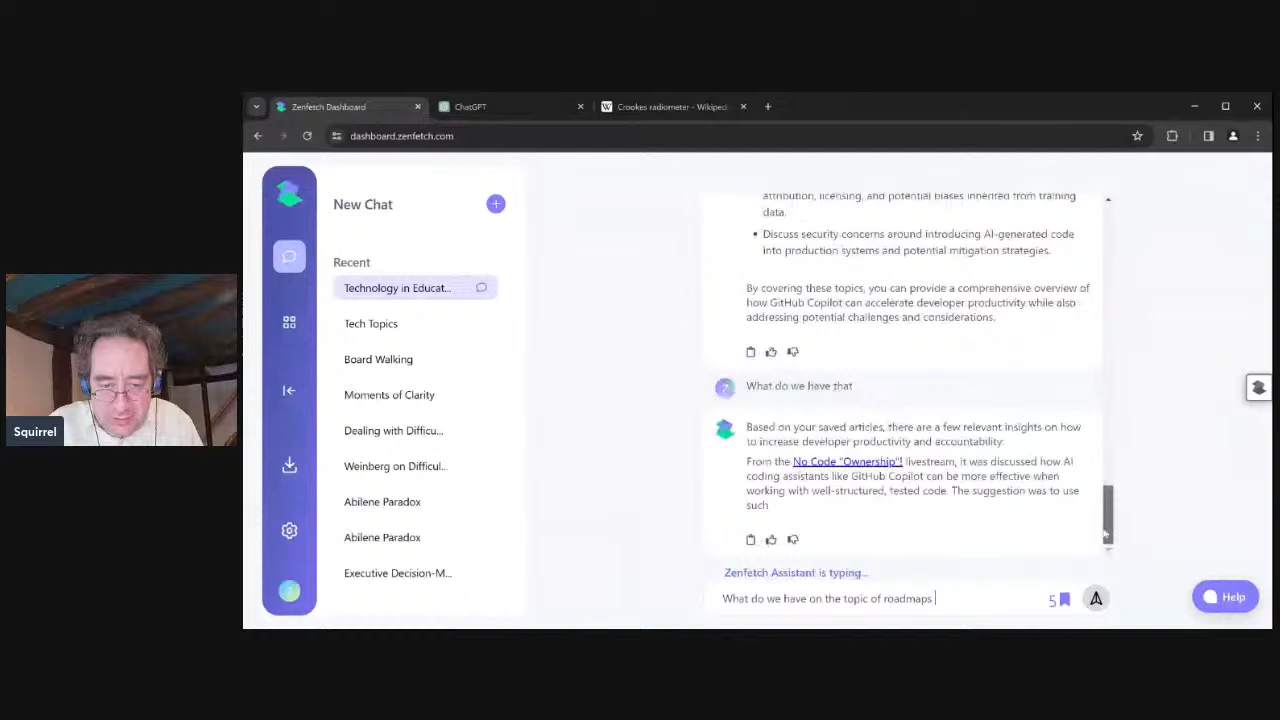 Zenfetch Dashboard
ChatGPT
Crookes radiometer - Wikiped
dashboard.zenfetch.com
New Chat
Recent
Technology in Educat...
Tech Topics
Board Walking
Moments of Clarity
Dealing with Difficu...
Weinberg on Difficul...
Abilene Paradox
Abilene Paradox
Executive Decision-M...
attribution, licensing, and potential biases inherited from training
data.
• Discuss security concerns around introducing AI-generated code
into production systems and potential mitigation strategies.
By covering these topics, you can provide a comprehensive overview of
how GitHub Copilot can accelerate developer productivity while also
addressing potential challenges and considerations.
What do we have that
Based on your saved articles, there are a few relevant insights on how
to increase developer productivity and accountability:
From the No Code "Ownership"! livestream, it was discussed how AI
coding assistants like GitHub Copilot can be more effective when
working with well-structured, tested code. The suggestion was to use
such
Zenfetch Assistant is typing...
What do we have on the topic of roadmaps
5
Help
Squirrel